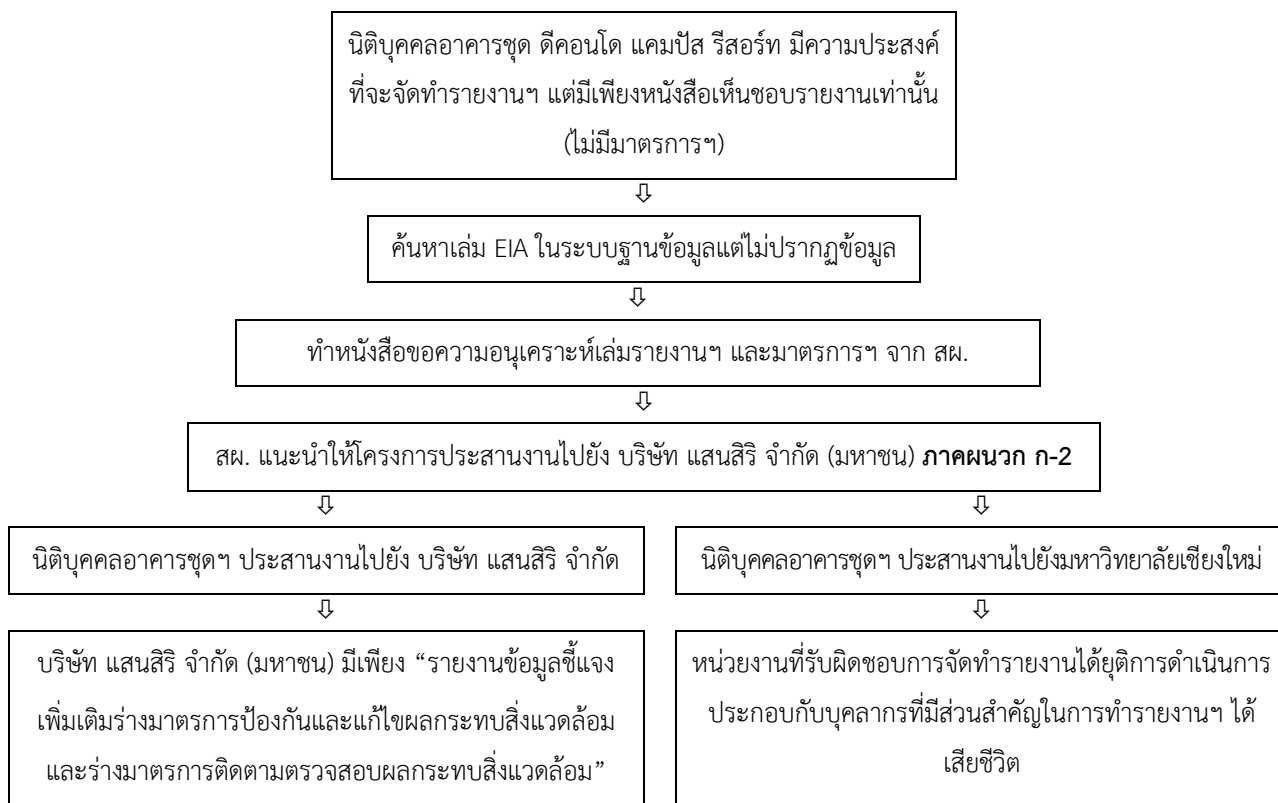 นิติบุคคลอาคารชุด ดีคอนโด แคมปัส รีสอร์ท มีความประสงค์
ที่จะจัดทำรายงานฯ แต่มีเพียงหนังสือเห็นชอบรายงานเท่านั้น
(ไม่มีมาตรการฯ)
⇩
ค้นหาเล่ม EIA ในระบบฐานข้อมูลแต่ไม่ปรากฏข้อมูล
⇩
ทำหนังสือขอความอนุเคราะห์เล่มรายงานฯ และมาตรการฯ จาก สผ.
⇩
สผ. แนะนำให้โครงการประสานงานไปยัง บริษัท แสนสิริ จำกัด (มหาชน) ภาคผนวก ก-2
⇩
นิติบุคคลอาคารชุดฯ ประสานงานไปยัง บริษัท แสนสิริ จำกัด
⇩
บริษัท แสนสิริ จำกัด (มหาชน) มีเพียง “รายงานข้อมูลชี้แจง
เพิ่มเติมร่างมาตรการป้องกันและแก้ไขผลกระทบสิ่งแวดล้อม
และร่างมาตรการติดตามตรวจสอบผลกระทบสิ่งแวดล้อม”
⇩
นิติบุคคลอาคารชุดฯ ประสานงานไปยังมหาวิทยาลัยเชียงใหม่
⇩
หน่วยงานที่รับผิดชอบการจัดทำรายงานได้ยุติการดำเนินการ
ประกอบกับบุคลากรที่มีส่วนสำคัญในการทำรายงานฯ ได้
เสียชีวิต